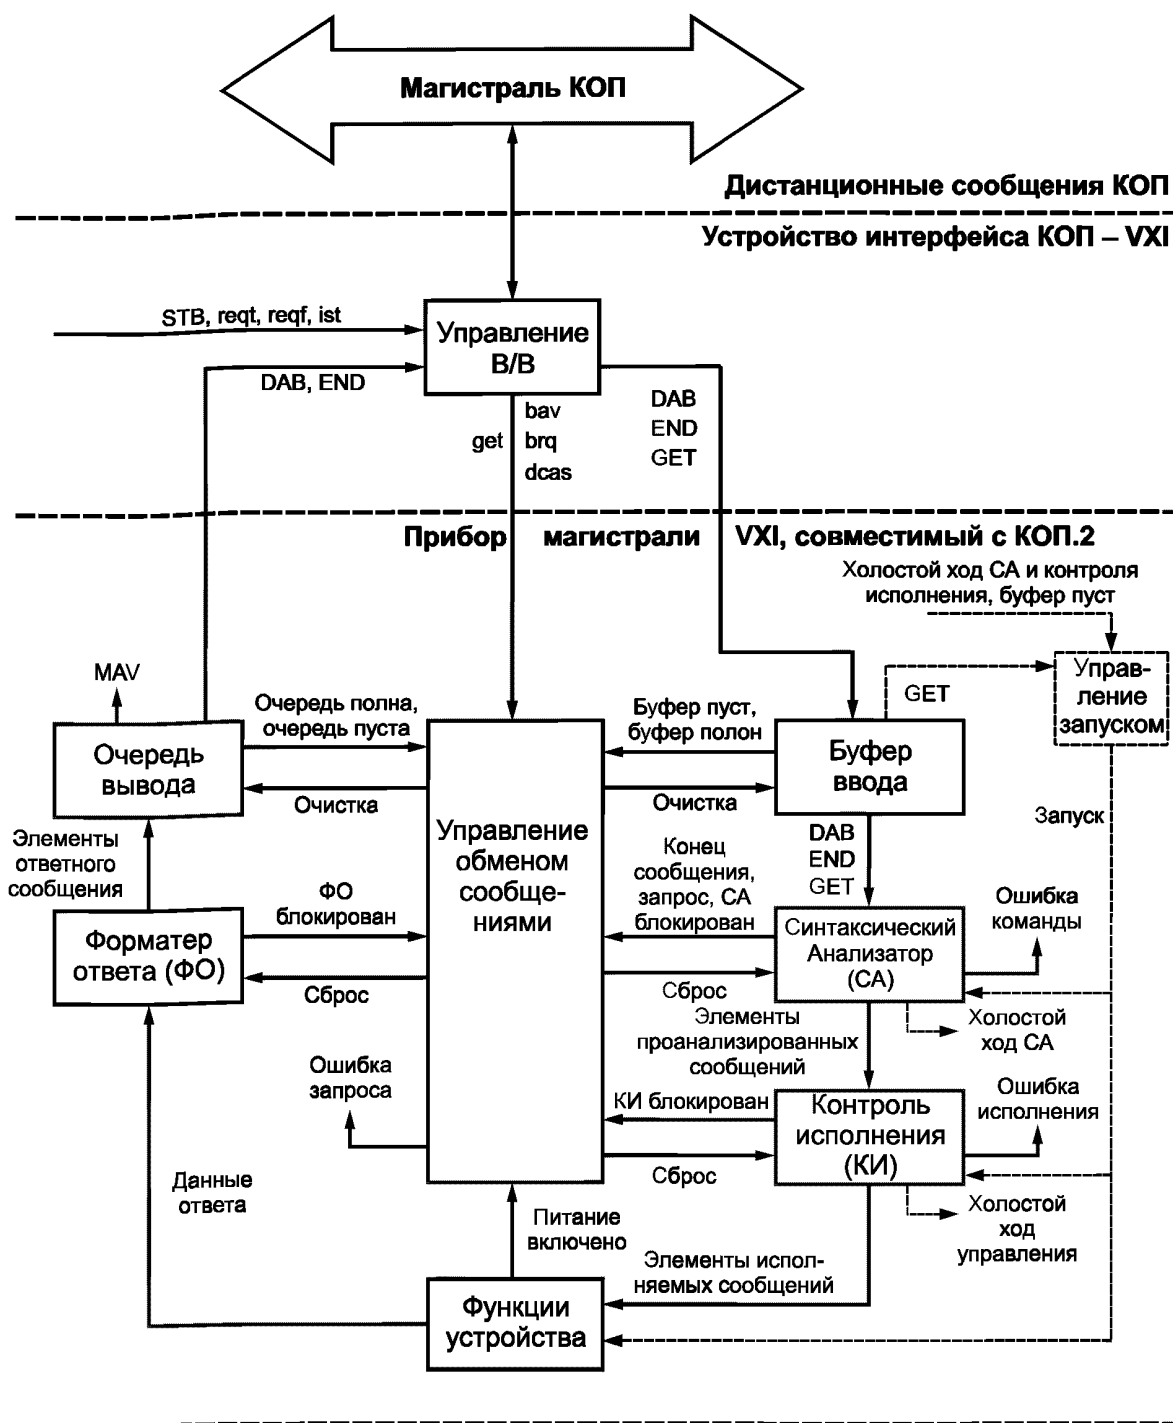 Магистраль КОП
Дистанционные сообщения КОП
Устройство интерфейса КОП – VXI
STB, reqt, reqf, ist
Управление
В/В
DAB, END
get
bav
brq
dcas
DAB
END
GET
Прибор магистрали VXI, совместимый с КОП.2
Холостой ход СА и контроля
исполнения, буфер пуст
MAV
Очередь полна,
очередь пуста
Буфер пуст,
буфер полон
GET
Управ-
ление
запуском
Очередь
вывода
Буфер
ввода
Очистка
Очистка
Запуск
Элементы
ответного
сообщения
Управление
обменом
сообще-
ниями
DAB
END
GET
Конец
сообщения,
запрос, СА
блокирован
ФО
блокирован
Ошибка
команды
Форматер
ответа (ФО)
Синтаксический
Анализатор
(СА)
Сброс
Сброс
Холостой
ход СА
Элементы
проанализированных
сообщений
Ошибка
запроса
КИ блокирован
Контроль
исполнения
(КИ)
Ошибка
исполнения
Сброс
Данные
ответа
Питание
включено
Холостой
ход
управления
Элементы испол-
няемых сообщений
Функции
устройства